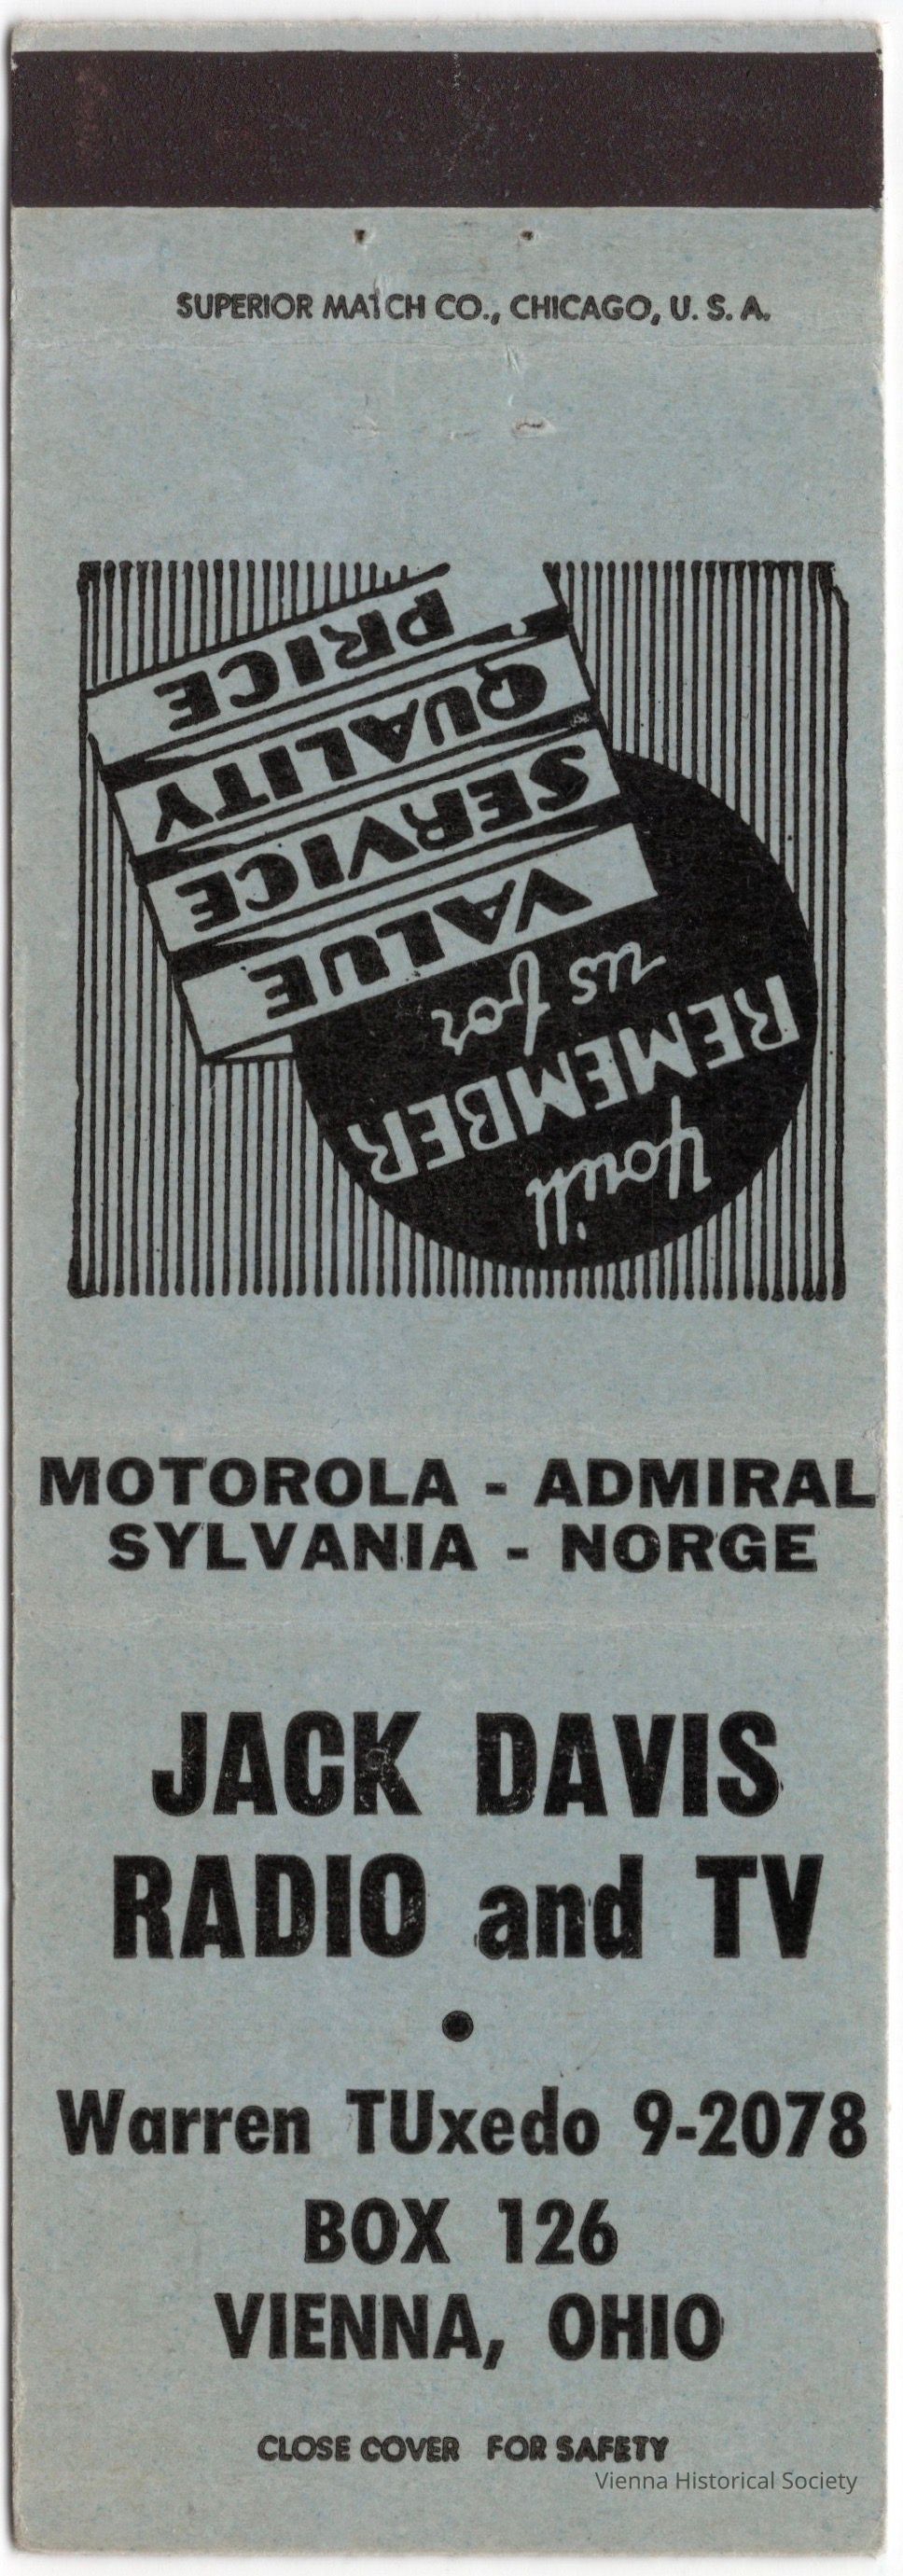 SUPERIOR MATCH CO., CHICAGO, U. S. A.
You'll
REMEMBER
us for
VALUE
SERVICE
QUALITY
PRICE
MOTOROLA - ADMIRAL
SYLVANIA - NORGE
JACK DAVIS
RADIO and TV
•
Warren TUxedo 9-2078
BOX 126
VIENNA, OHIO
CLOSE COVER FOR SAFETY
Vienna Historical Society